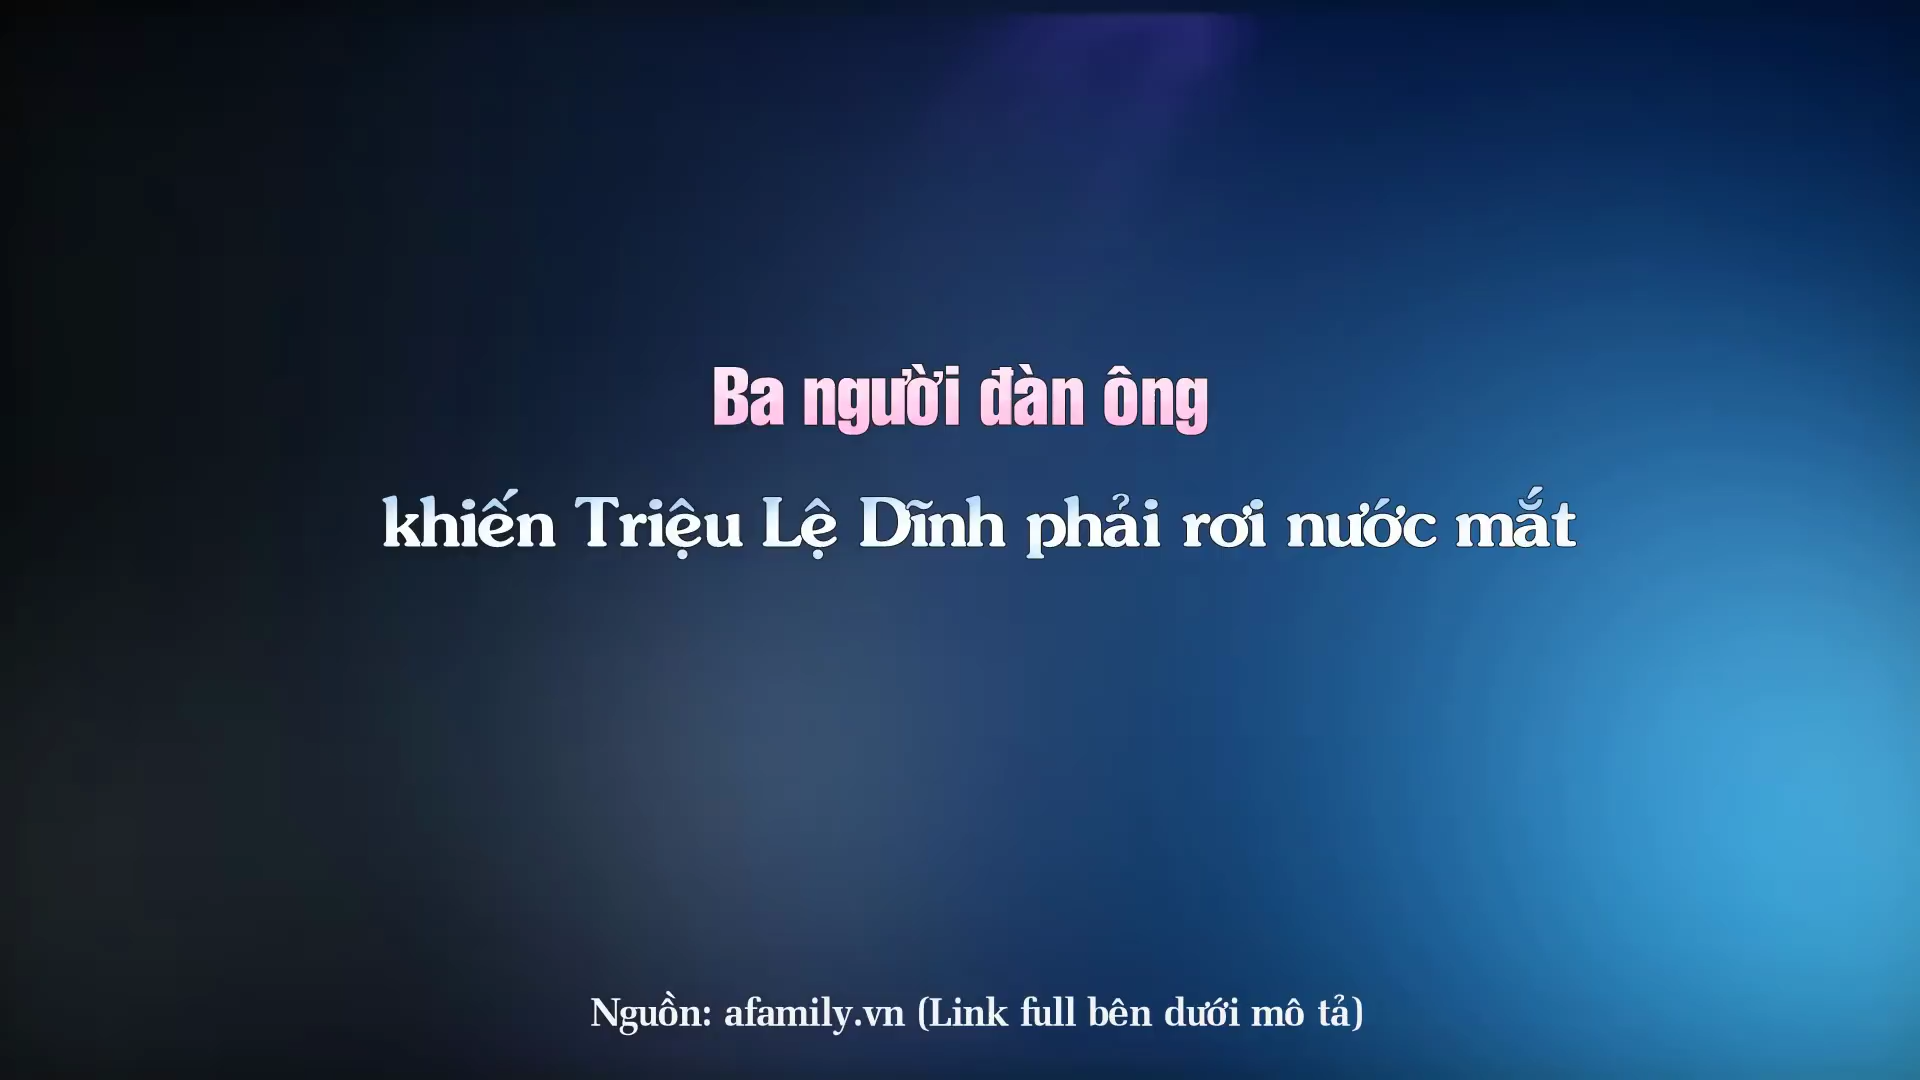 Ba người đàn ông
khiến Triệu Lệ Dĩnh phải rơi nước mắt
Nguồn: afamily.vn (Link full bên dưới mô tả)